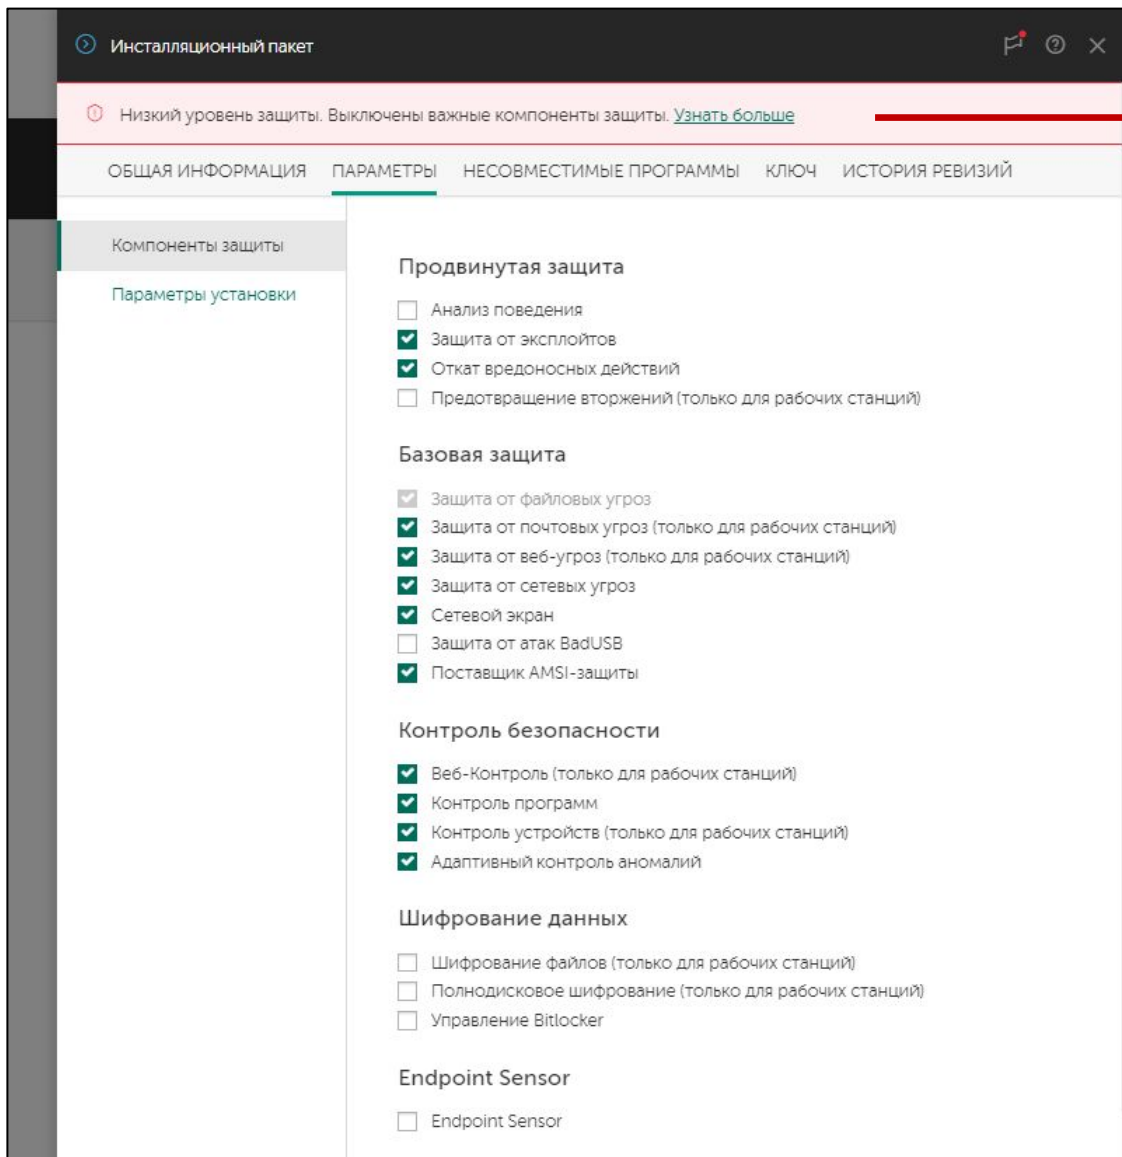 Инсталляционный пакет
Низкий уровень защиты. Выключены важные компоненты защиты. Узнать больше
ОБЩАЯ ИНФОРМАЦИЯ ПАРАМЕТРЫ НЕСОВМЕСТИМЫЕ ПРОГРАММЫ КЛЮЧ ИСТОРИЯ РЕВИЗИЙ
Компоненты защиты
Параметры установки
Продвинутая защита
Анализ поведения
Защита от эксплойтов
Откат вредоносных действий
Предотвращение вторжений (только для рабочих станций)
Базовая защита
Защита от файловых угроз
Защита от почтовых угроз (только для рабочих станций)
Защита от веб-угроз (только для рабочих станций)
Защита от сетевых угроз
Сетевой экран
Защита от атак BadUSB
Поставщик AMSI-защиты
Контроль безопасности
Веб-Контроль (только для рабочих станций)
Контроль программ
Контроль устройств (только для рабочих станций)
Адаптивный контроль аномалий
Шифрование данных
Шифрование файлов (только для рабочих станций)
Полнодисковое шифрование (только для рабочих станций)
Управление Bitlocker
Endpoint Sensor
Endpoint Sensor